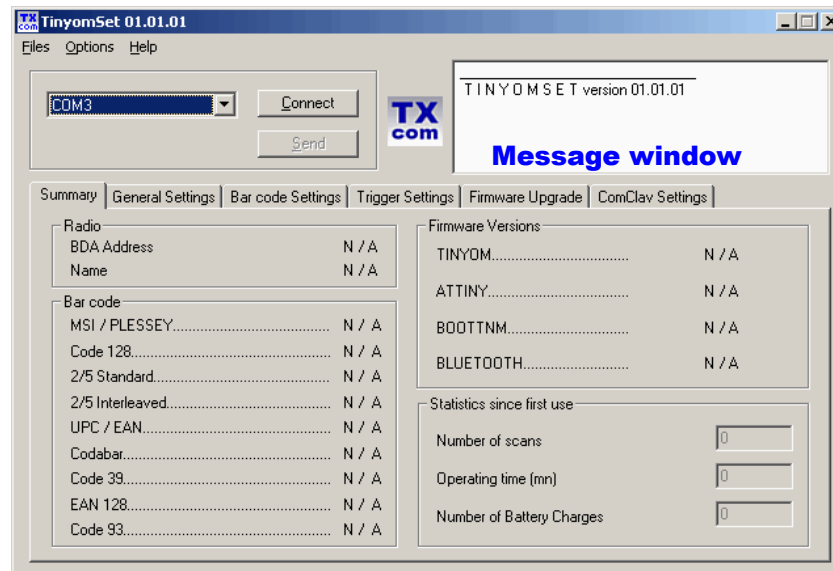 TX com TinyomSet 01.01.01
Files Options Help
COM3
Connect
Send
TX
com
T I N Y O M S E T version 01.01.01
Message window
Summary General Settings Bar code Settings Trigger Settings Firmware Upgrade ComClav Settings
Radio
BDA Address N / A
Name N / A
Bar code
MSI / PLESSEY................................... N / A
Code 128............................................. N / A
2/5 Standard........................................ N / A
2/5 Interleaved..................................... N / A
UPC / EAN.......................................... N / A
Codabar............................................... N / A
Code 39............................................... N / A
EAN 128.............................................. N / A
Code 93............................................... N / A
Firmware Versions
TINYOM.................................. N / A
ATTINY................................... N / A
BOOTTNM............................... N / A
BLUETOOTH.......................... N / A
Statistics since first use
Number of scans 0
Operating time (mn) 0
Number of Battery Charges 0